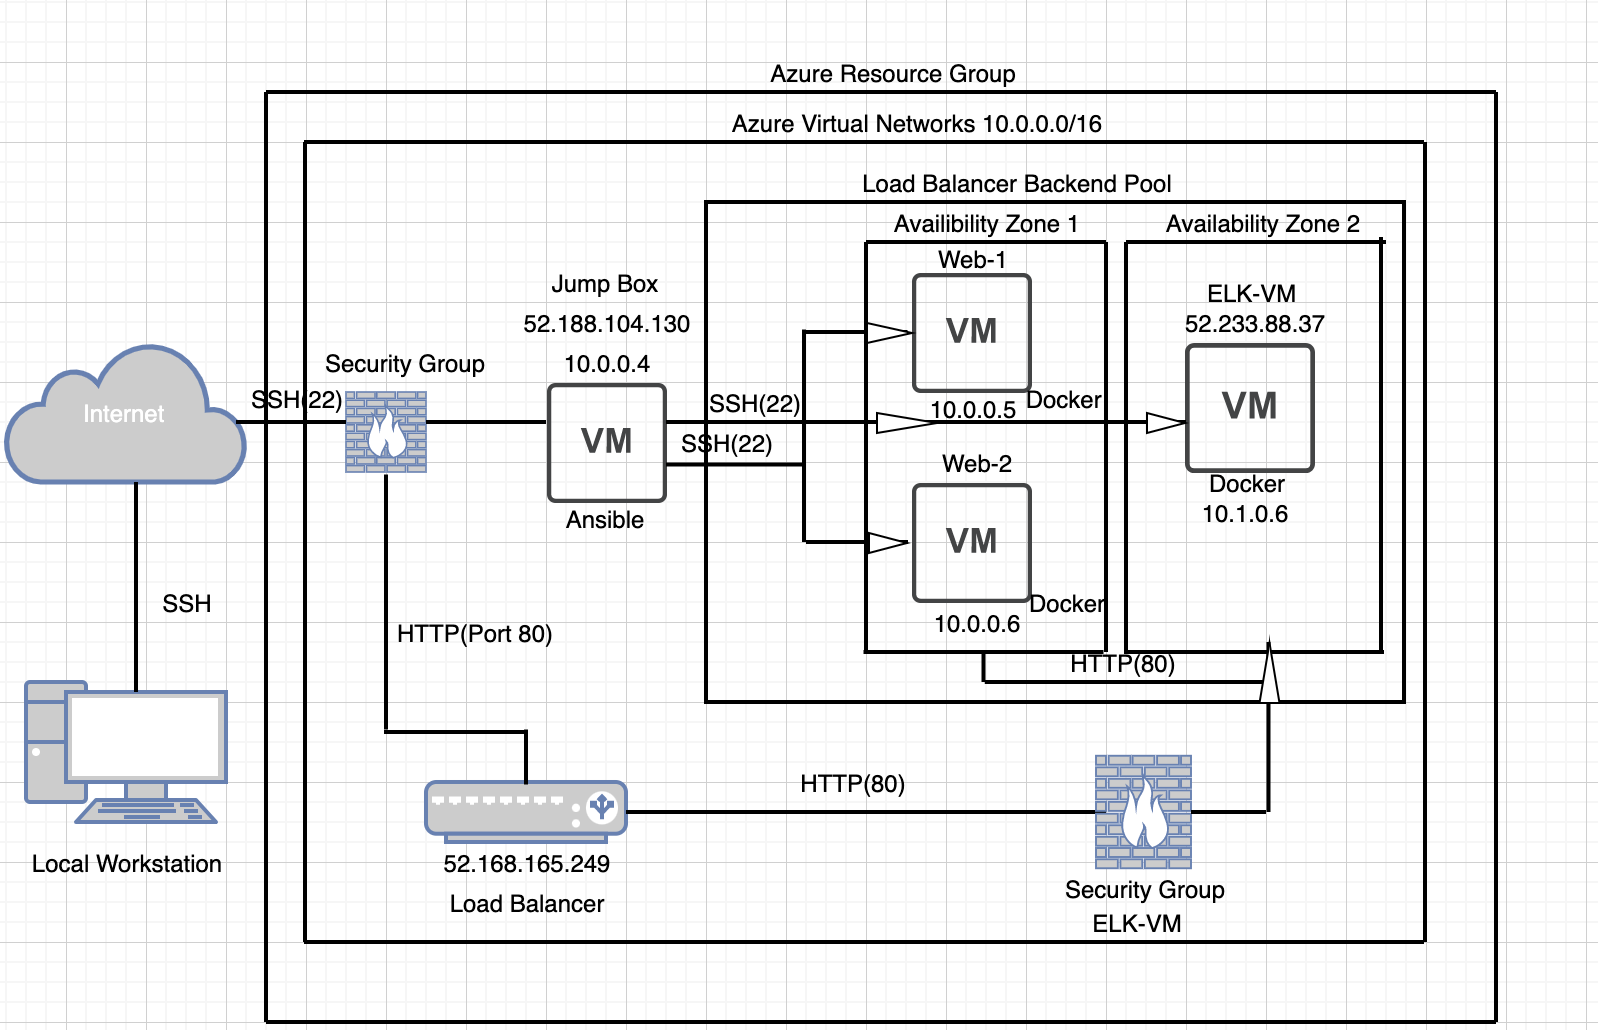 Azure Resource Group
Azure Virtual Networks 10.0.0.0/16
Load Balancer Backend Pool
Availibility Zone 1
Availability Zone 2
Web-1
VM
10.0.0.5
Docker
ELK-VM
52.233.88.37
VM
Docker
10.1.0.6
Jump Box
52.188.104.130
10.0.0.4
VM
Ansible
Security Group
SSH(22)
Internet
SSH(22)
SSH(22)
Web-2
VM
Docker
10.0.0.6
SSH
HTTP(Port 80)
HTTP(80)
HTTP(80)
Local Workstation
52.168.165.249
Load Balancer
Security Group
ELK-VM